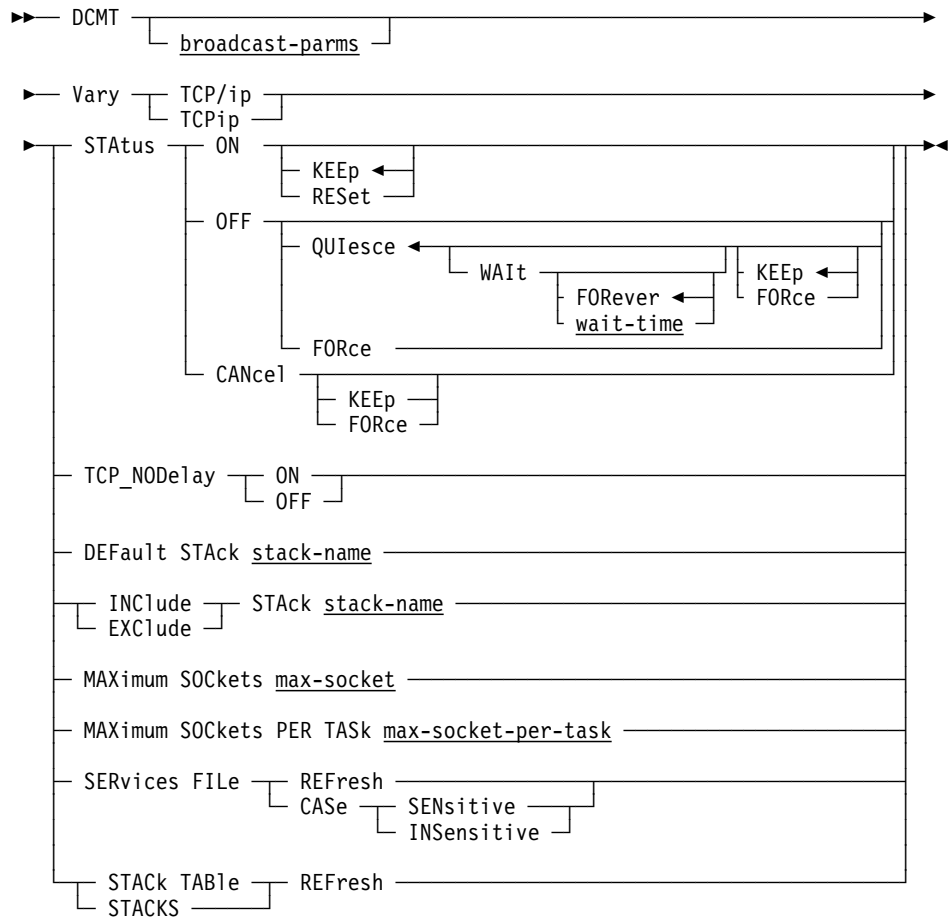 DCMT
broadcast-parms
Vary TCP/ip
TCPip
STAtus ON
KEEp
RESet
OFF
QUIesce
WAIt KEEp
FORever FORce
wait-time
FORce
CANcel
KEEp
FORce
TCP_NODelay ON
OFF
DEFault STAck stack-name
INClude STAck stack-name
EXClude
MAXimum SOCkets max-socket
MAXimum SOCkets PER TASk max-socket-per-task
SERvices FILe REFresh
CASe SENsitive
INSensitive
STACk TABle REFresh
STACKS